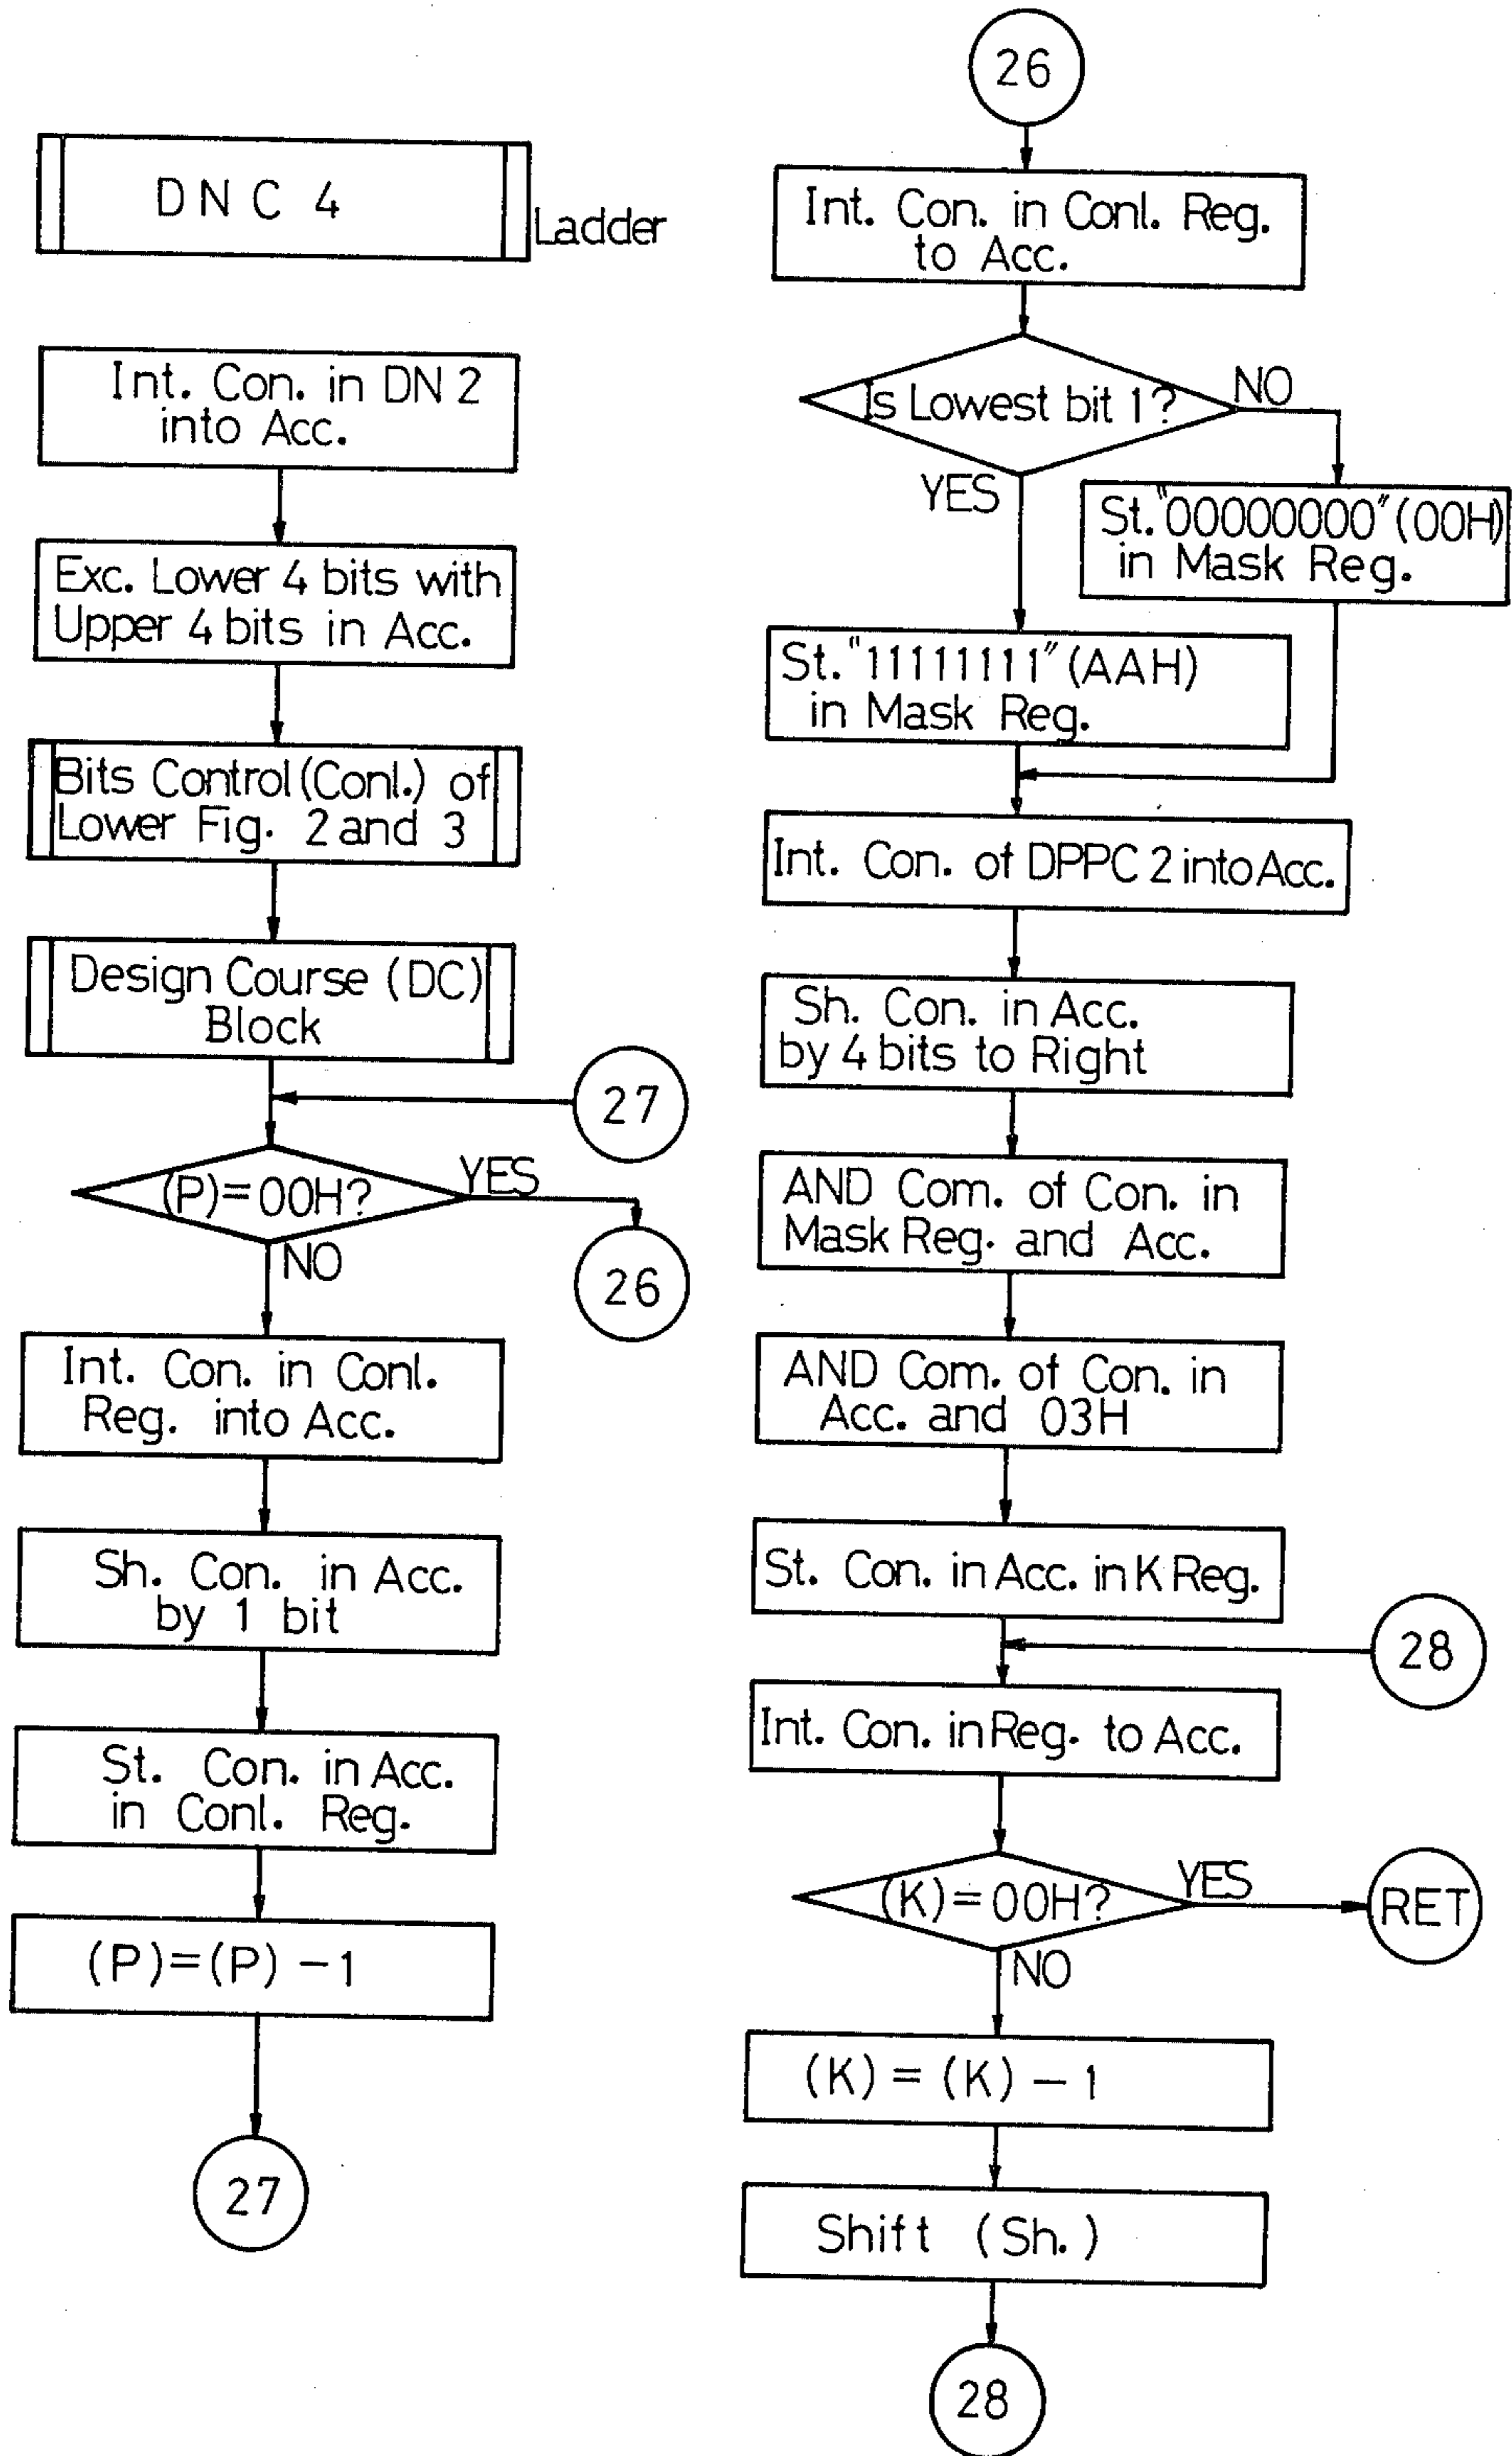 DNC 4
Ladder
Int. Con. in DN 2
into Acc.
Exc. Lower 4 bits with
Upper 4 bits in Acc.
Bits Control (Conl.) of
Lower Fig. 2 and 3
Design Course (DC)
Block
27
(P)=00H?
YES
NO
26
Int. Con. in Conl.
Reg. into Acc.
Sh. Con. in Acc.
by 1 bit
St. Con. in Acc.
in Conl. Reg.
(P)=(P) -1
27
26
Int. Con. in Conl. Reg.
to Acc.
Is Lowest bit 1?
NO
YES
St."00000000"(00H)
in Mask Reg.
St."11111111"(AAH)
in Mask Reg.
Int. Con. of DPPC 2 into Acc.
Sh. Con. in Acc.
by 4 bits to Right
AND Com. of Con. in
Mask Reg. and Acc.
AND Com. of Con. in
Acc. and 03H
St. Con. in Acc. in K Reg.
28
Int. Con. in Reg. to Acc.
(K)=00H?
YES
RET
NO
(K) = (K) -1
Shift (Sh.)
28